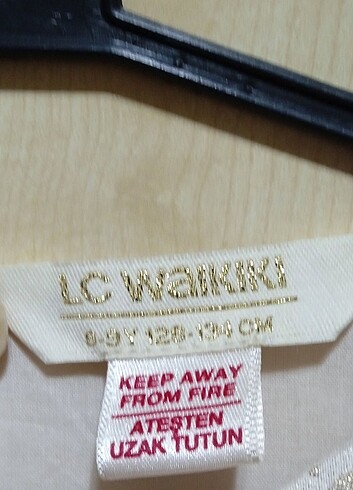 LC Waikiki
8-9Y 128-134 CM
KEEP AWAY
FROM FIRE
ATEŞTEN
UZAK TUTUN